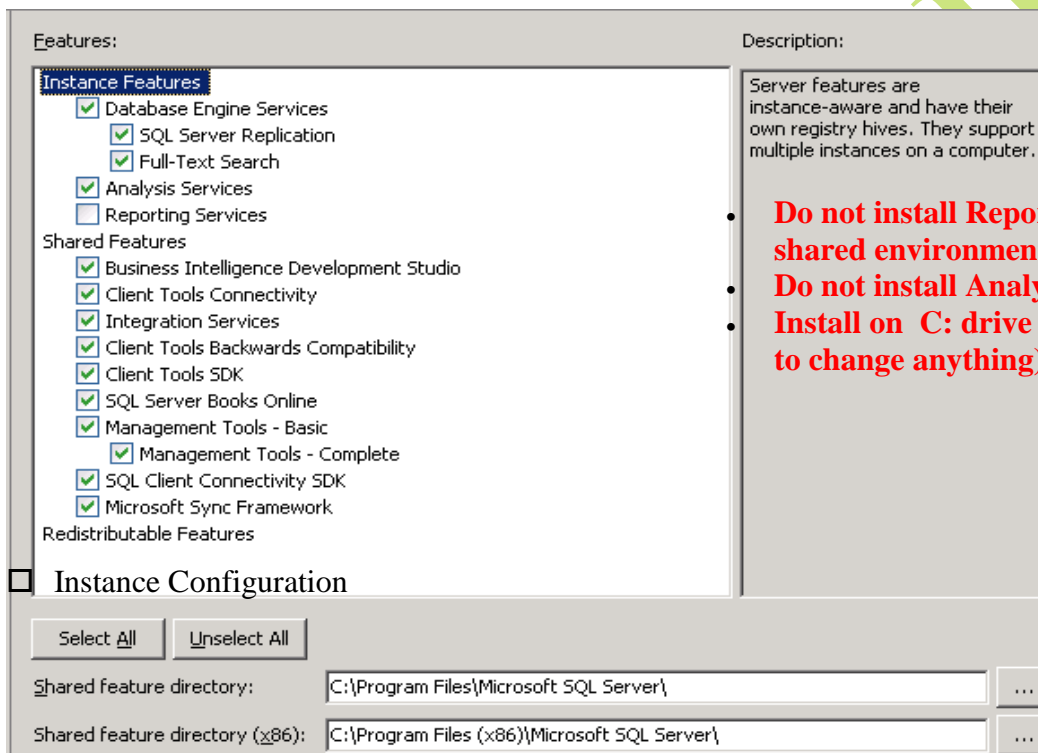 Features:
Instance Features
Database Engine Services
SQL Server Replication
Full-Text Search
Analysis Services
Reporting Services
Shared Features
Business Intelligence Development Studio
Client Tools Connectivity
Integration Services
Client Tools Backwards Compatibility
Client Tools SDK
SQL Server Books Online
Management Tools - Basic
Management Tools - Complete
SQL Client Connectivity SDK
Microsoft Sync Framework
Redistributable Features
Instance Configuration
Description:
Server features are
instance-aware and have their
own registry hives. They support
multiple instances on a computer.
• Do not install
shared
• Do not install
• Install on C: drive
to change anything)
Select All
Unselect All
Shared feature directory:
C:\Program Files\Microsoft SQL Server\
...
Shared feature directory (x86):
C:\Program Files (x86)\Microsoft SQL Server\
...